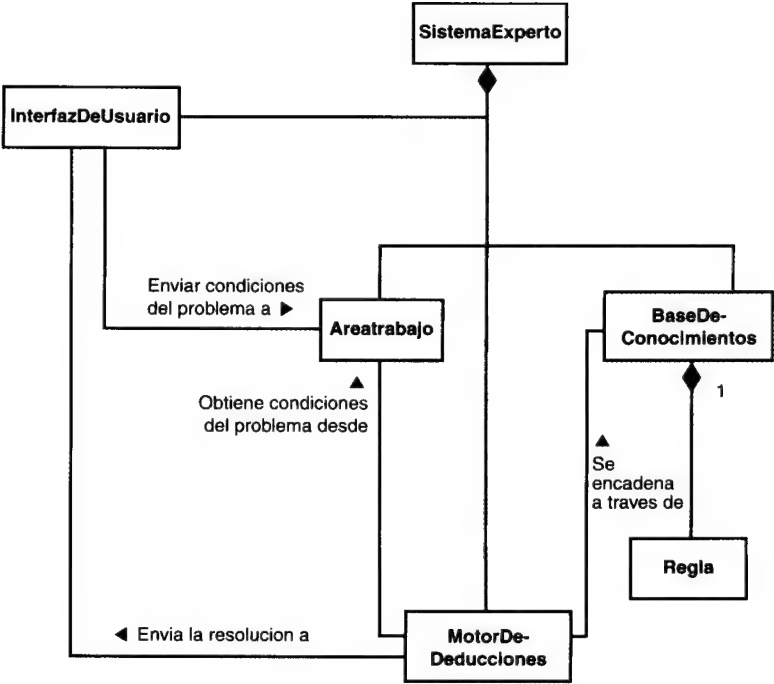 SistemaExperto
InterfazDeUsuario
Enviar condiciones
del problema a ▶
Areatrabajo
BaseDe-
Conocimientos
▲
Obtiene condiciones
del problema desde
1
▲
Se
encadena
a traves de
Regla
◀ Envia la resolucion a
MotorDe-
Deducciones